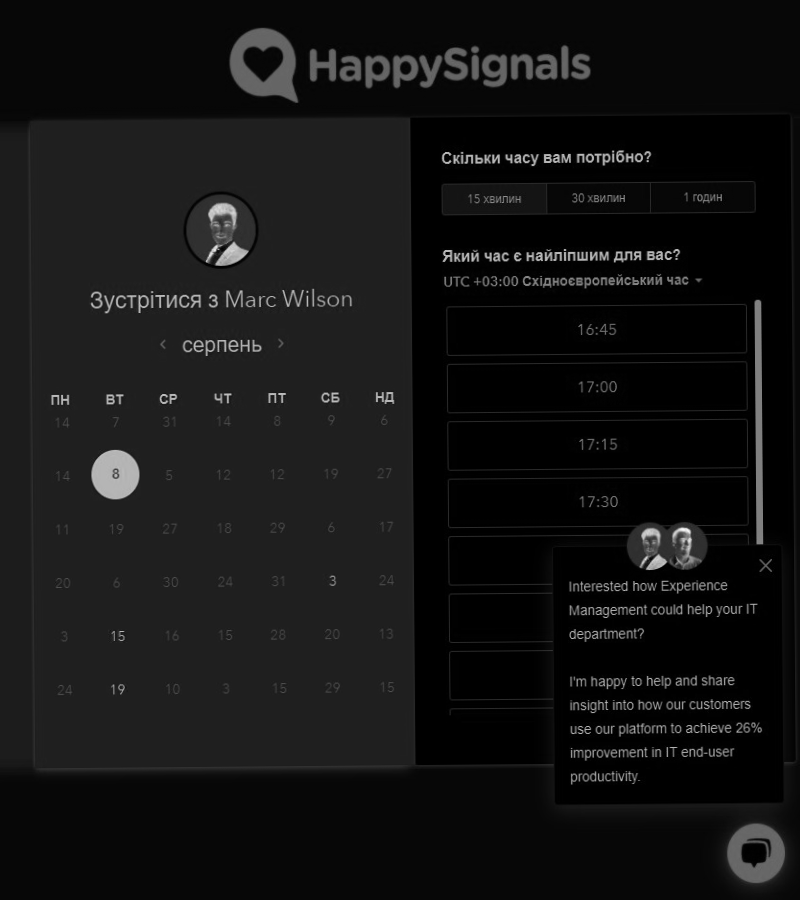 HappySignals
Зустрітися з Marc Wilson
серпень
ПН ВТ СР ЧТ ПТ СБ НД
14 7 31 14 8 9 6
14 8 5 12 12 19 27
11 19 27 18 29 6 17
20 6 30 24 31 3 24
3 15 16 15 28 20 13
24 19 10 3 15 29 15
Скільки часу вам потрібно?
15 хвилин 30 хвилин 1 годин
Який час є найліпшим для вас?
UTC +03:00 Східноєвропейський час
16:45
17:00
17:15
17:30
Interested how Experience
Management could help your IT
department?
I'm happy to help and share
insight into how our customers
use our platform to achieve 26%
improvement in IT end-user
productivity.